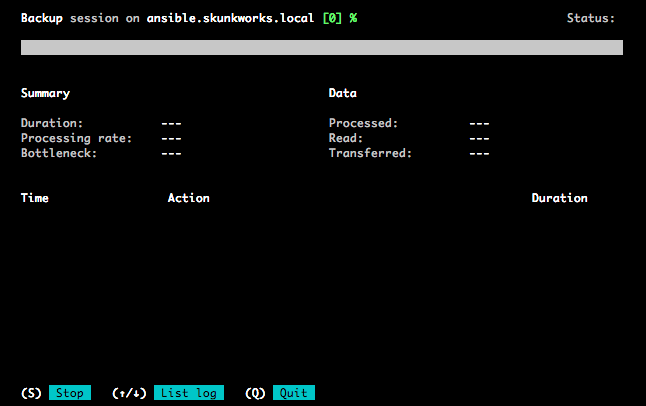 Backup session on ansible.skunkworks.local [0] % Status:
Summary Data
Duration: --- Processed: ---
Processing rate: --- Read: ---
Bottleneck: --- Transferred: ---
Time Action Duration
(S) Stop (↑/↓) List log (Q) Quit